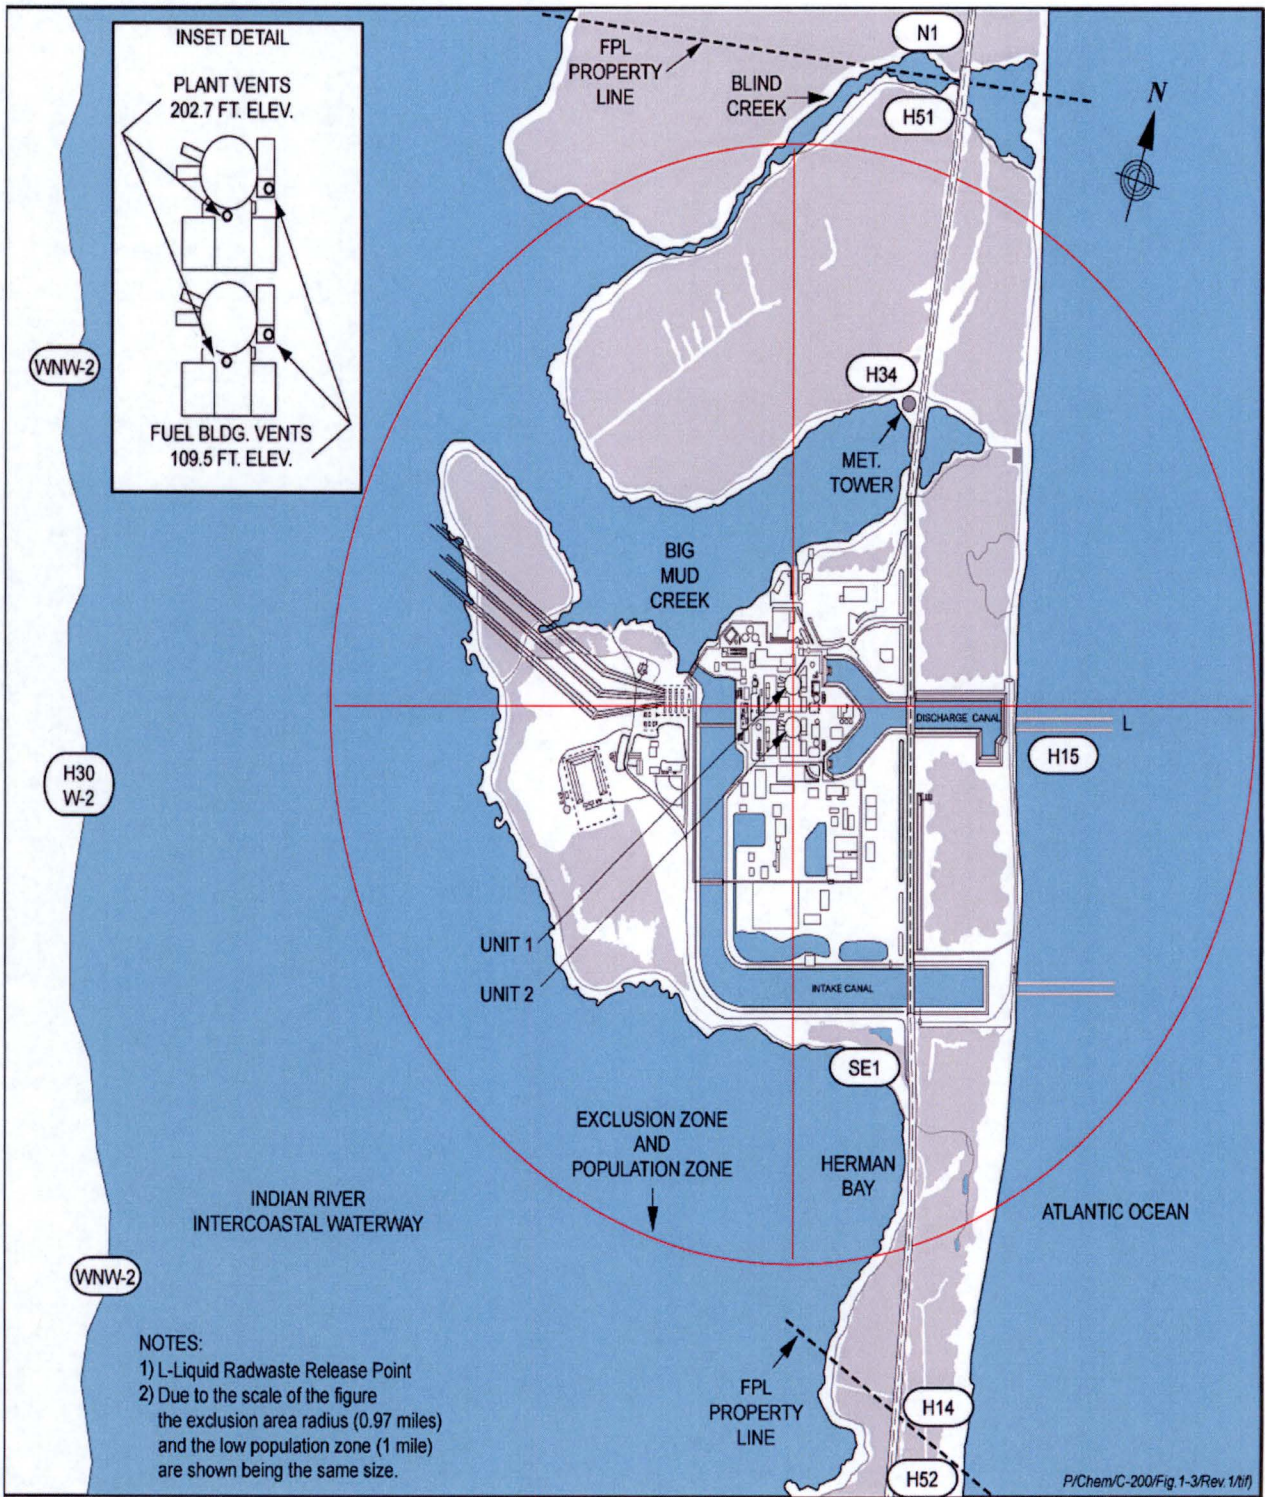 INSET DETAIL
PLANT VENTS
202.7 FT. ELEV.
FUEL BLDG. VENTS
109.5 FT. ELEV.
FPL
PROPERTY
LINE
BLIND
CREEK
N1
H51
N
WNW-2
H34
MET.
TOWER
BIG
MUD
CREEK
DISCHARGE CANAL
L
H15
H30
W-2
UNIT 1
UNIT 2
INTAKE CANAL
SE1
EXCLUSION ZONE
AND
POPULATION ZONE
HERMAN
BAY
INDIAN RIVER
INTERCOASTAL WATERWAY
ATLANTIC OCEAN
WNW-2
NOTES:
1) L-Liquid Radwaste Release Point
2) Due to the scale of the figure
the exclusion area radius (0.97 miles)
and the low population zone (1 mile)
are shown being the same size.
FPL
PROPERTY
LINE
H14
H52
P/Chem/C-200/Fig.1-3/Rev.1/tif)